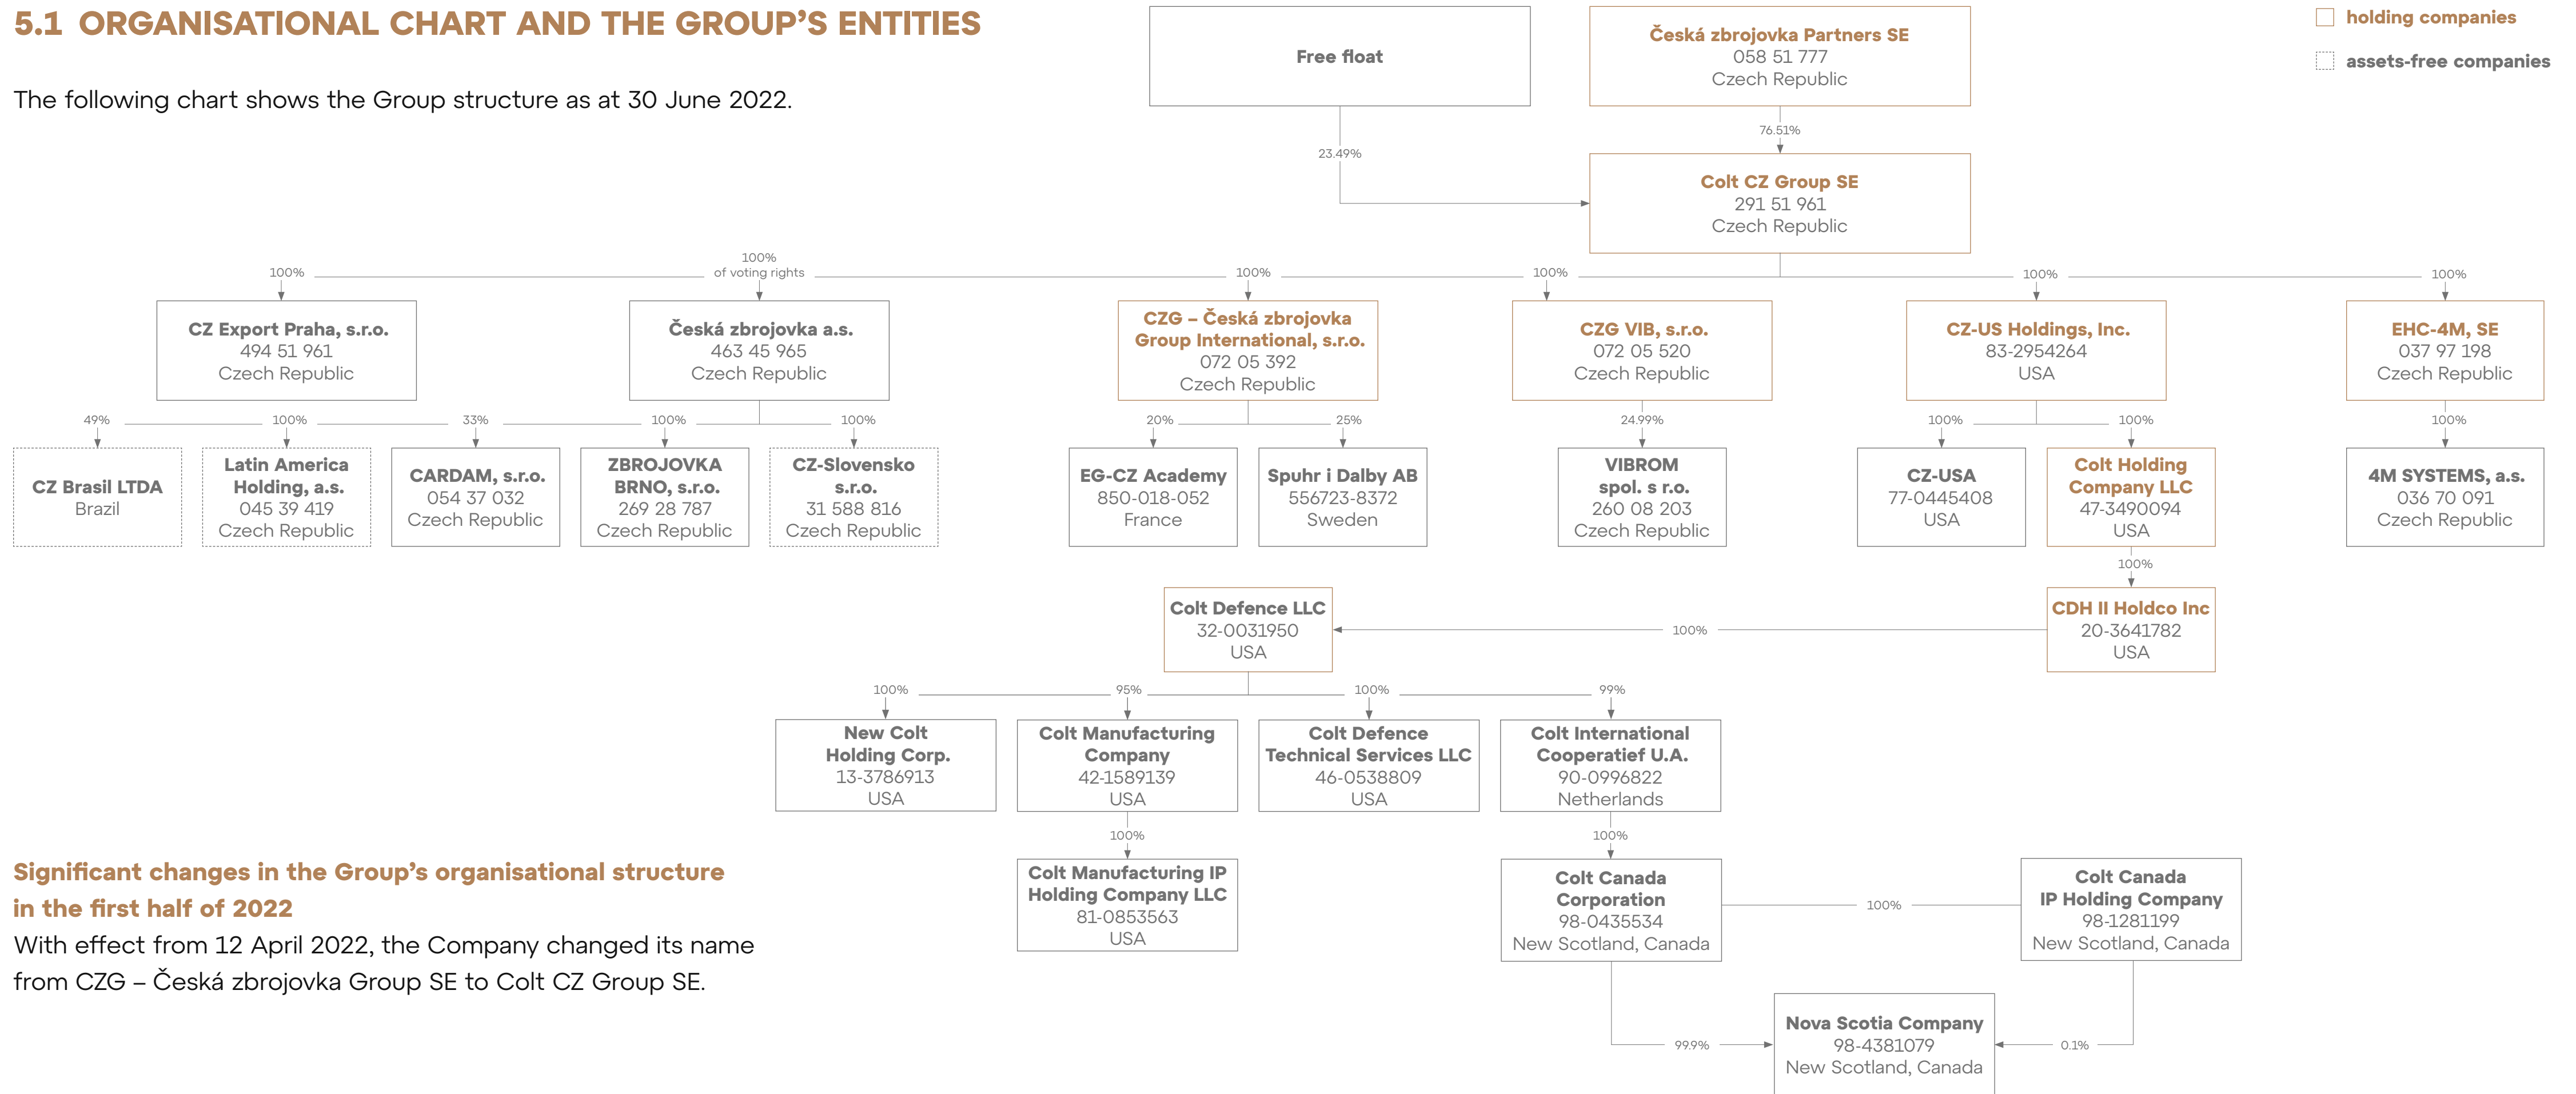 5.1 ORGANISATIONAL CHART AND THE GROUP’S ENTITIES
The following chart shows the Group structure as at 30 June 2022.
holding companies
assets-free companies
Free float
Česká zbrojovka Partners SE
058 51 777
Czech Republic
76.51%
23.49%
Colt CZ Group SE
291 51 961
Czech Republic
100%
100%
of voting rights
100%
100%
100%
100%
CZ Export Praha, s.r.o.
494 51 961
Czech Republic
Česká zbrojovka a.s.
463 45 965
Czech Republic
CZG – Česká zbrojovka
Group International, s.r.o.
072 05 392
Czech Republic
CZG VIB, s.r.o.
072 05 520
Czech Republic
CZ-US Holdings, Inc.
83-2954264
USA
EHC-4M, SE
037 97 198
Czech Republic
49%
100%
33%
100%
100%
20%
25%
24.99%
100%
100%
100%
CZ Brasil LTDA
Brazil
Latin America
Holding, a.s.
045 39 419
Czech Republic
CARDAM, s.r.o.
054 37 032
Czech Republic
ZBROJOVKA
BRNO, s.r.o.
269 28 787
Czech Republic
CZ-Slovensko
s.r.o.
31 588 816
Czech Republic
EG-CZ Academy
850-018-052
France
Spuhr i Dalby AB
556723-8372
Sweden
VIBROM
spol. s r.o.
260 08 203
Czech Republic
CZ-USA
77-0445408
USA
Colt Holding
Company LLC
47-3490094
USA
4M SYSTEMS, a.s.
036 70 091
Czech Republic
100%
Colt Defence LLC
32-0031950
USA
100%
CDH II Holdco Inc
20-3641782
USA
100%
95%
100%
99%
New Colt
Holding Corp.
13-3786913
USA
Colt Manufacturing
Company
42-1589139
USA
Colt Defence
Technical Services LLC
46-0538809
USA
Colt International
Cooperatief U.A.
90-0996822
Netherlands
100%
100%
Colt Manufacturing IP
Holding Company LLC
81-0853563
USA
Colt Canada
Corporation
98-0435534
New Scotland, Canada
100%
Colt Canada
IP Holding Company
98-1281199
New Scotland, Canada
Nova Scotia Company
98-4381079
New Scotland, Canada
99.9%
0.1%
Significant changes in the Group’s organisational structure
in the first half of 2022
With effect from 12 April 2022, the Company changed its name
from CZG – Česká zbrojovka Group SE to Colt CZ Group SE.